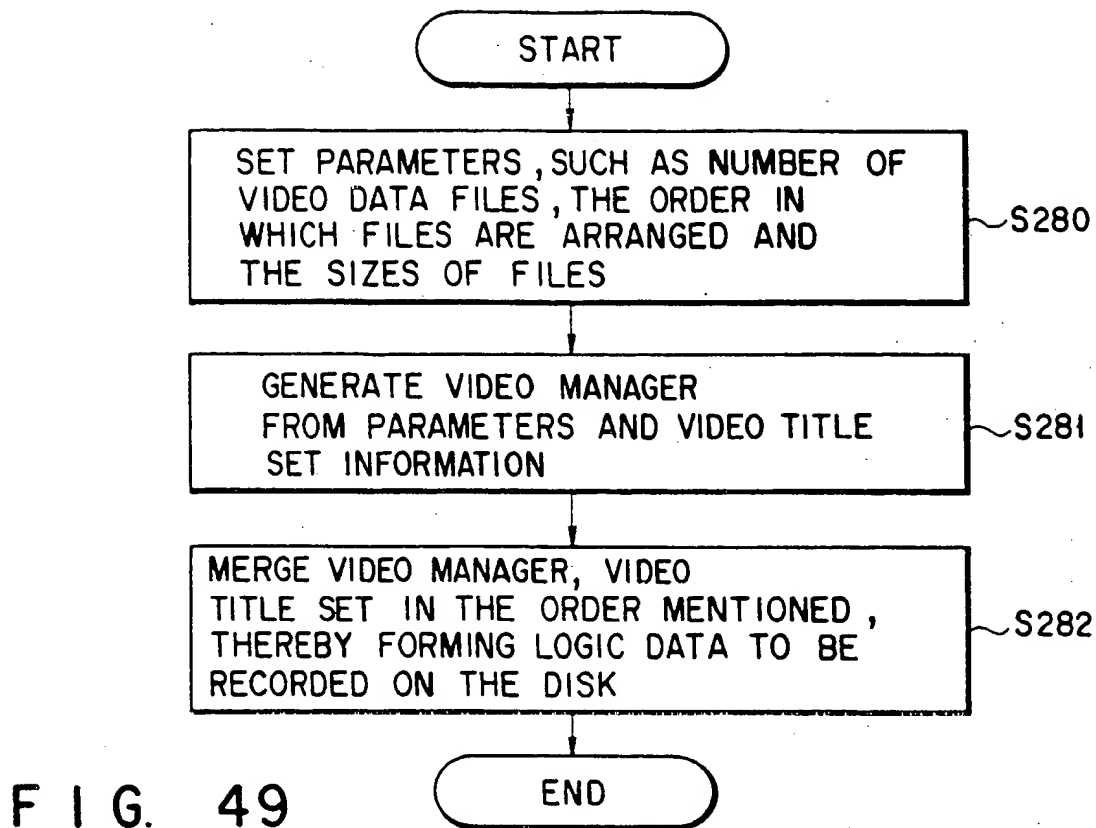 START
SET PARAMETERS, SUCH AS NUMBER OF
VIDEO DATA FILES, THE ORDER IN
WHICH FILES ARE ARRANGED AND
THE SIZES OF FILES
S280
GENERATE VIDEO MANAGER
FROM PARAMETERS AND VIDEO TITLE
SET INFORMATION
S281
MERGE VIDEO MANAGER, VIDEO
TITLE SET IN THE ORDER MENTIONED,
THEREBY FORMING LOGIC DATA TO BE
RECORDED ON THE DISK
S282
END
FIG. 49